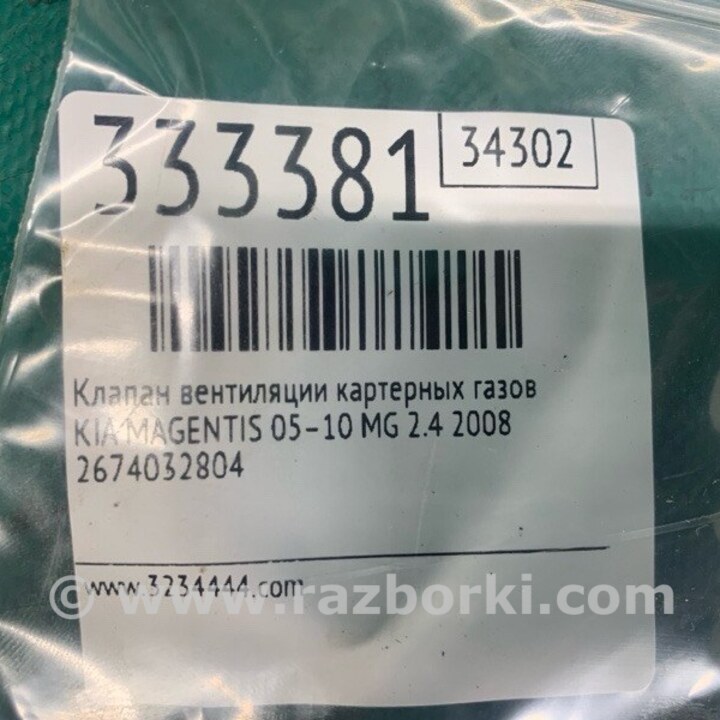 333381
34302
Клапан вентиляции картерных газов
KIA MAGENTIS 05-10 MG 2.4 2008
2674032804
www.3234444.com
© www.razborki.com